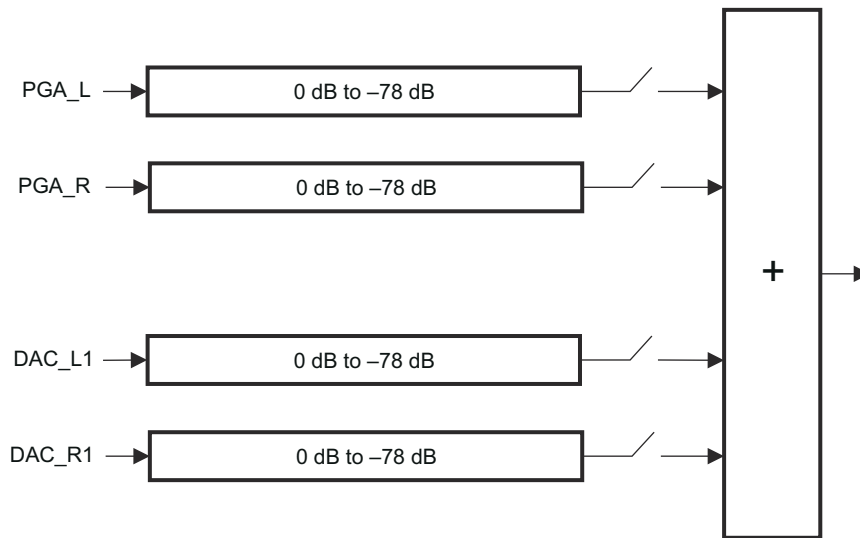 PGA_L
0 dB to –78 dB
PGA_R
0 dB to –78 dB
+
DAC_L1
0 dB to –78 dB
DAC_R1
0 dB to –78 dB